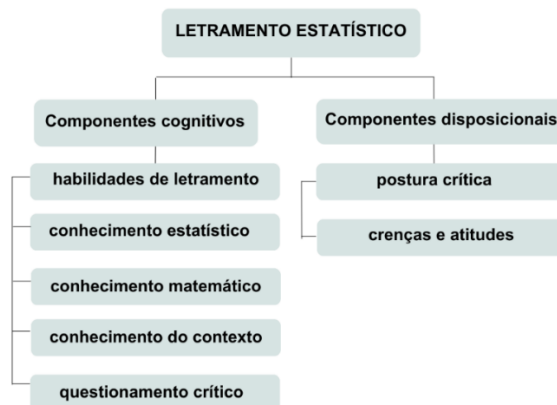 LETRAMENTO ESTATÍSTICO
Componentes cognitivos
habilidades de letramento
conhecimento estatístico
conhecimento matemático
conhecimento do contexto
questionamento crítico
Componentes disposicionais
postura crítica
crenças e atitudes